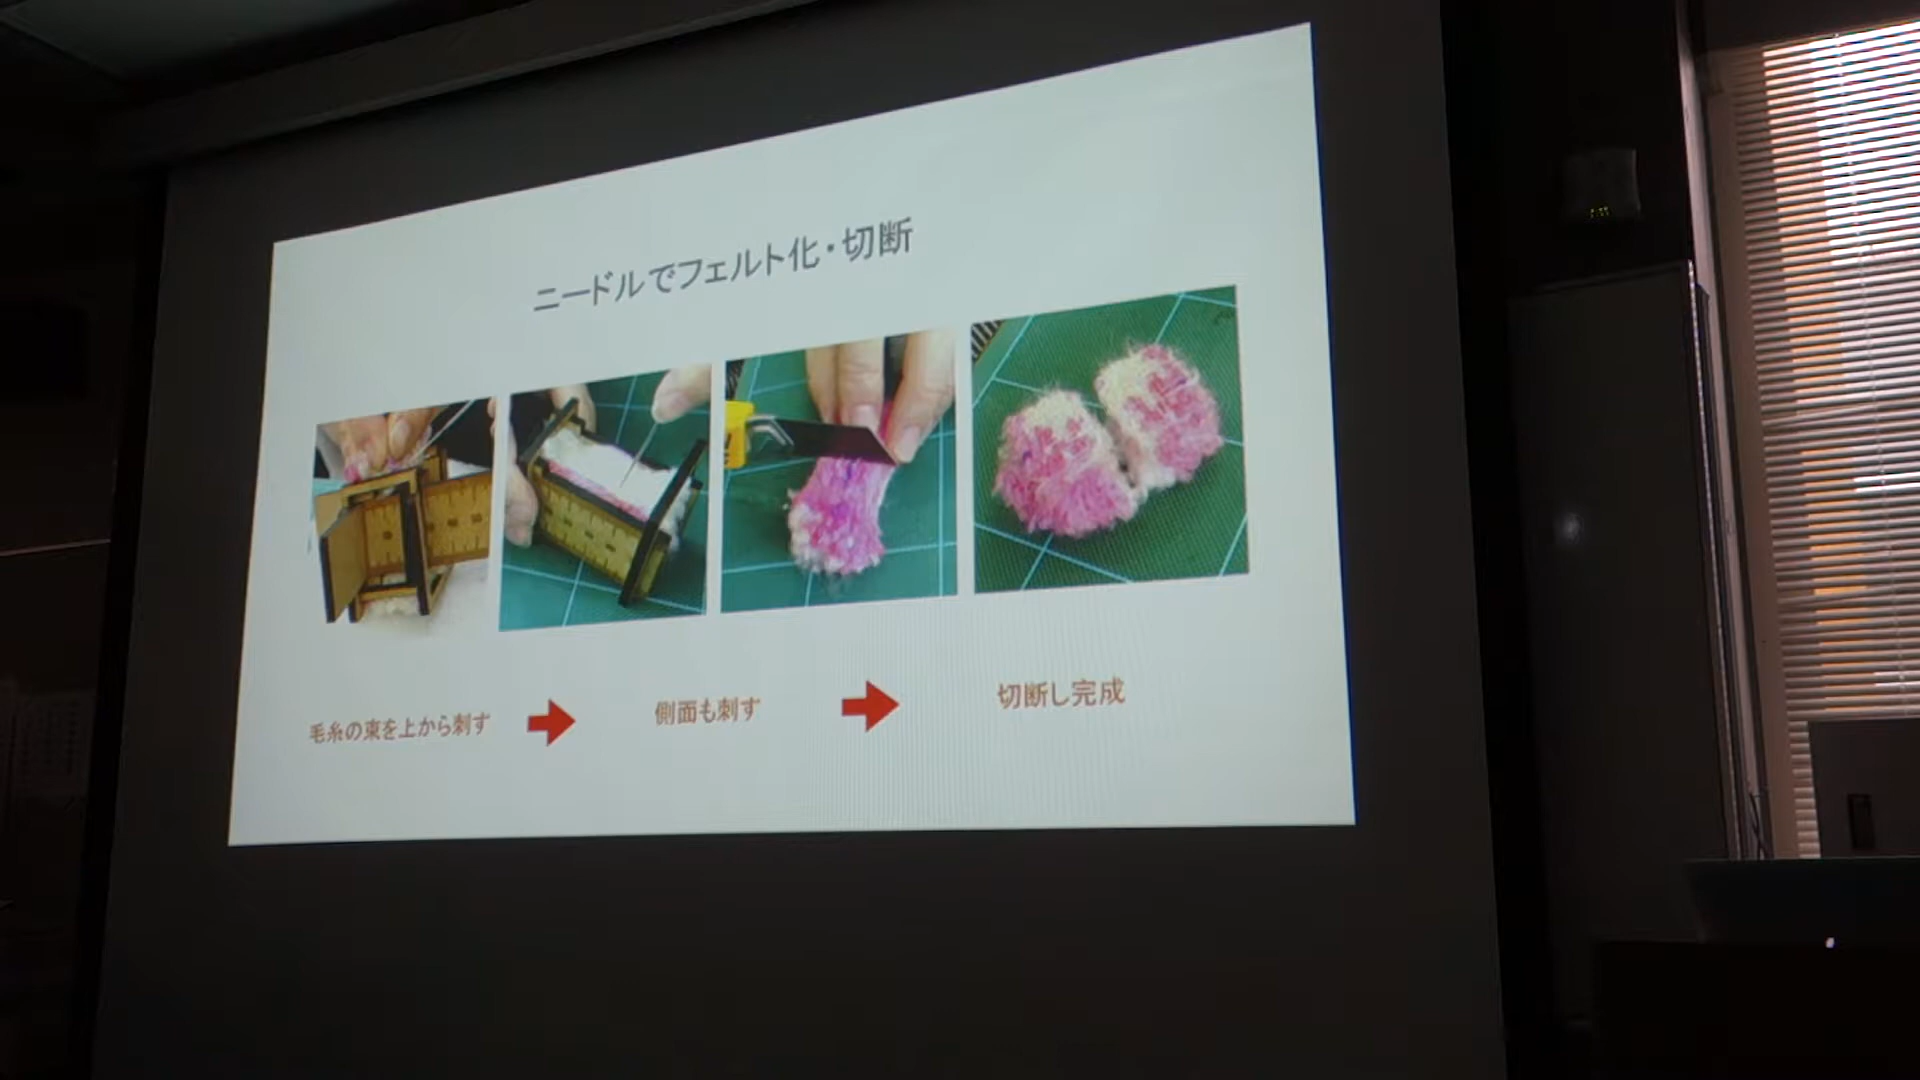 ニードルでフェルト化・切断
毛糸の束を上から刺す
側面も刺す
切断し完成